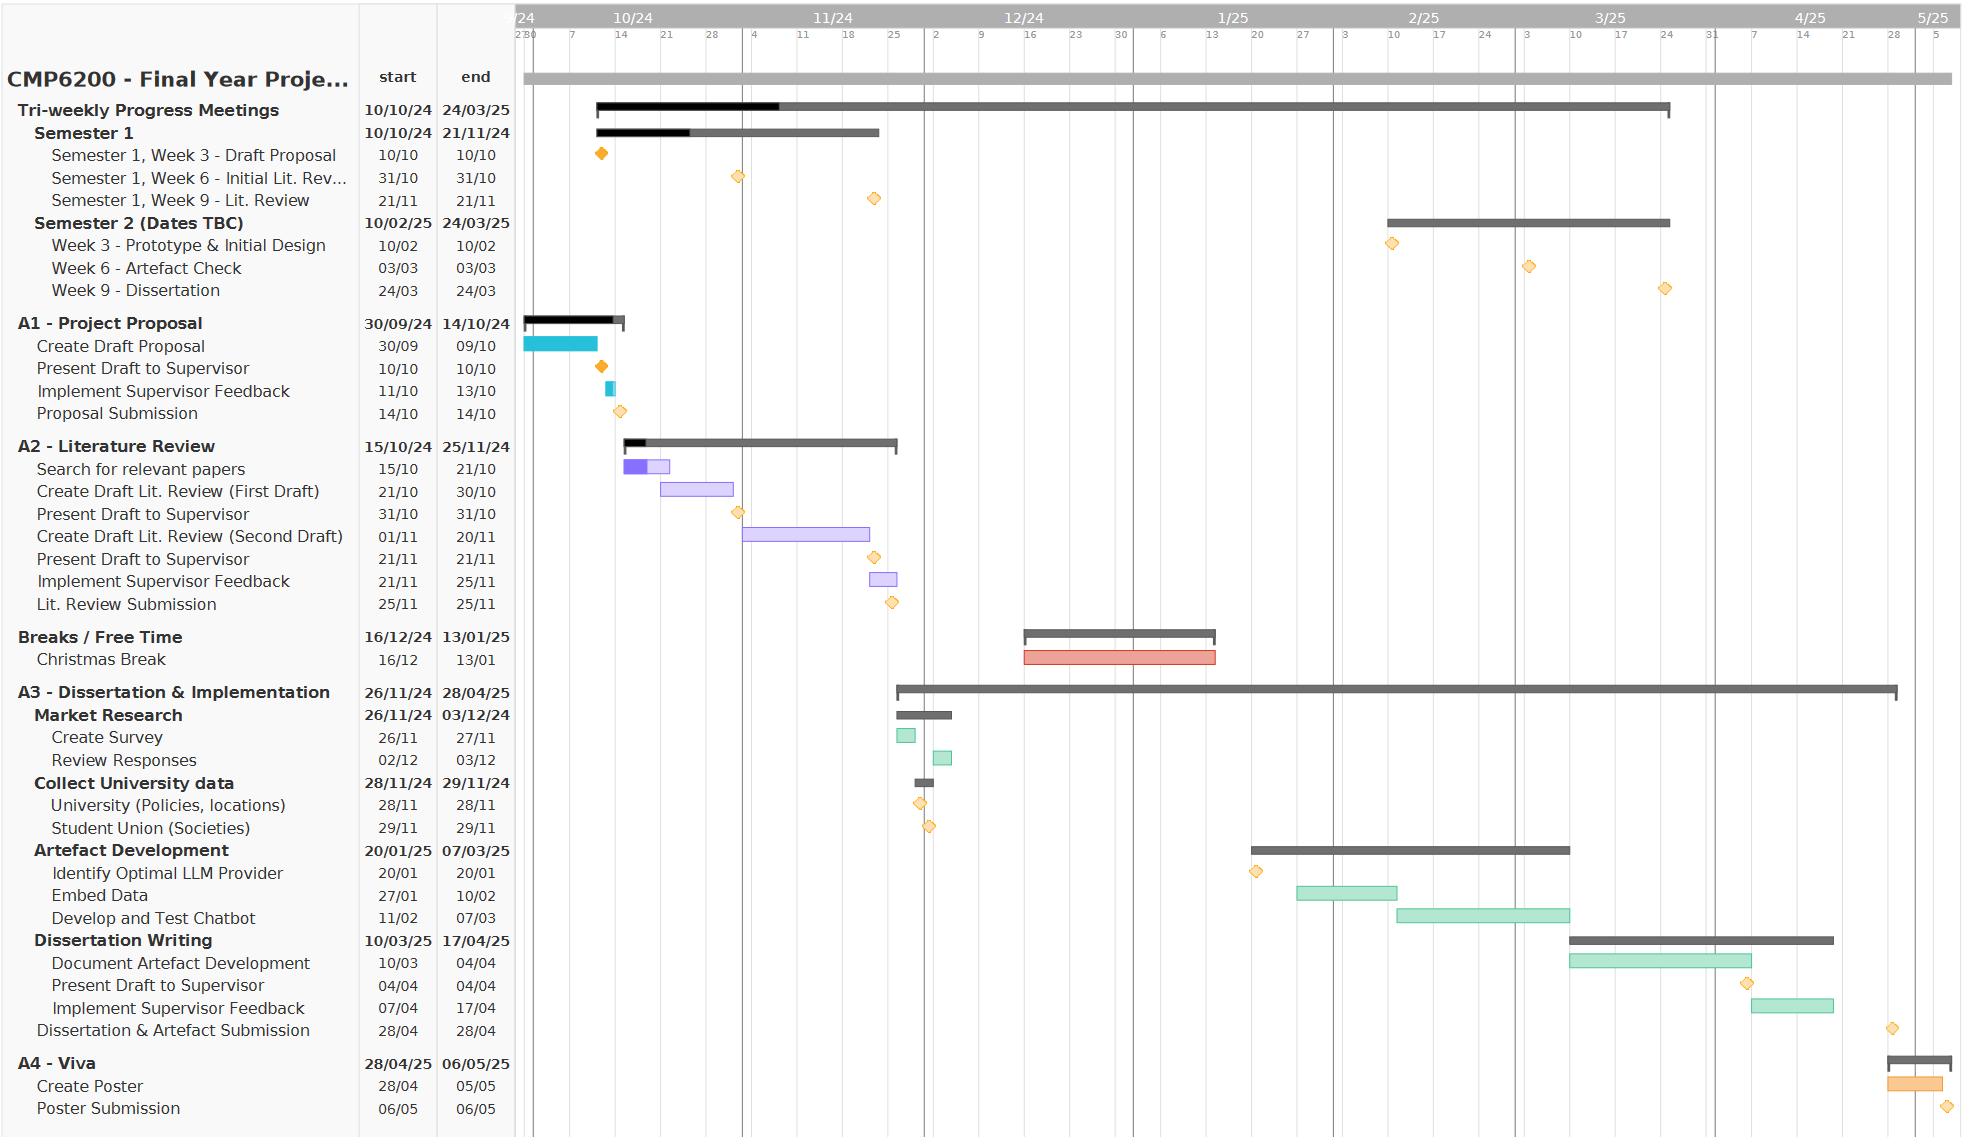 /24 10/24 11/24 12/24 1/25 2/25 3/25 4/25 5/25
27 30 7 14 21 28 4 11 18 25 2 9 16 23 30 6 13 20 27 3 10 17 24 3 10 17 24 31 7 14 21 28 5
CMP6200 - Final Year Proje... start end
Tri-weekly Progress Meetings 10/10/24 24/03/25
Semester 1 10/10/24 21/11/24
Semester 1, Week 3 - Draft Proposal 10/10 10/10
Semester 1, Week 6 - Initial Lit. Rev... 31/10 31/10
Semester 1, Week 9 - Lit. Review 21/11 21/11
Semester 2 (Dates TBC) 10/02/25 24/03/25
Week 3 - Prototype & Initial Design 10/02 10/02
Week 6 - Artefact Check 03/03 03/03
Week 9 - Dissertation 24/03 24/03
A1 - Project Proposal 30/09/24 14/10/24
Create Draft Proposal 30/09 09/10
Present Draft to Supervisor 10/10 10/10
Implement Supervisor Feedback 11/10 13/10
Proposal Submission 14/10 14/10
A2 - Literature Review 15/10/24 25/11/24
Search for relevant papers 15/10 21/10
Create Draft Lit. Review (First Draft) 21/10 30/10
Present Draft to Supervisor 31/10 31/10
Create Draft Lit. Review (Second Draft) 01/11 20/11
Present Draft to Supervisor 21/11 21/11
Implement Supervisor Feedback 21/11 25/11
Lit. Review Submission 25/11 25/11
Breaks / Free Time 16/12/24 13/01/25
Christmas Break 16/12 13/01
A3 - Dissertation & Implementation 26/11/24 28/04/25
Market Research 26/11/24 03/12/24
Create Survey 26/11 27/11
Review Responses 02/12 03/12
Collect University data 28/11/24 29/11/24
University (Policies, locations) 28/11 28/11
Student Union (Societies) 29/11 29/11
Artefact Development 20/01/25 07/03/25
Identify Optimal LLM Provider 20/01 20/01
Embed Data 27/01 10/02
Develop and Test Chatbot 11/02 07/03
Dissertation Writing 10/03/25 17/04/25
Document Artefact Development 10/03 04/04
Present Draft to Supervisor 04/04 04/04
Implement Supervisor Feedback 07/04 17/04
Dissertation & Artefact Submission 28/04 28/04
A4 - Viva 28/04/25 06/05/25
Create Poster 28/04 05/05
Poster Submission 06/05 06/05